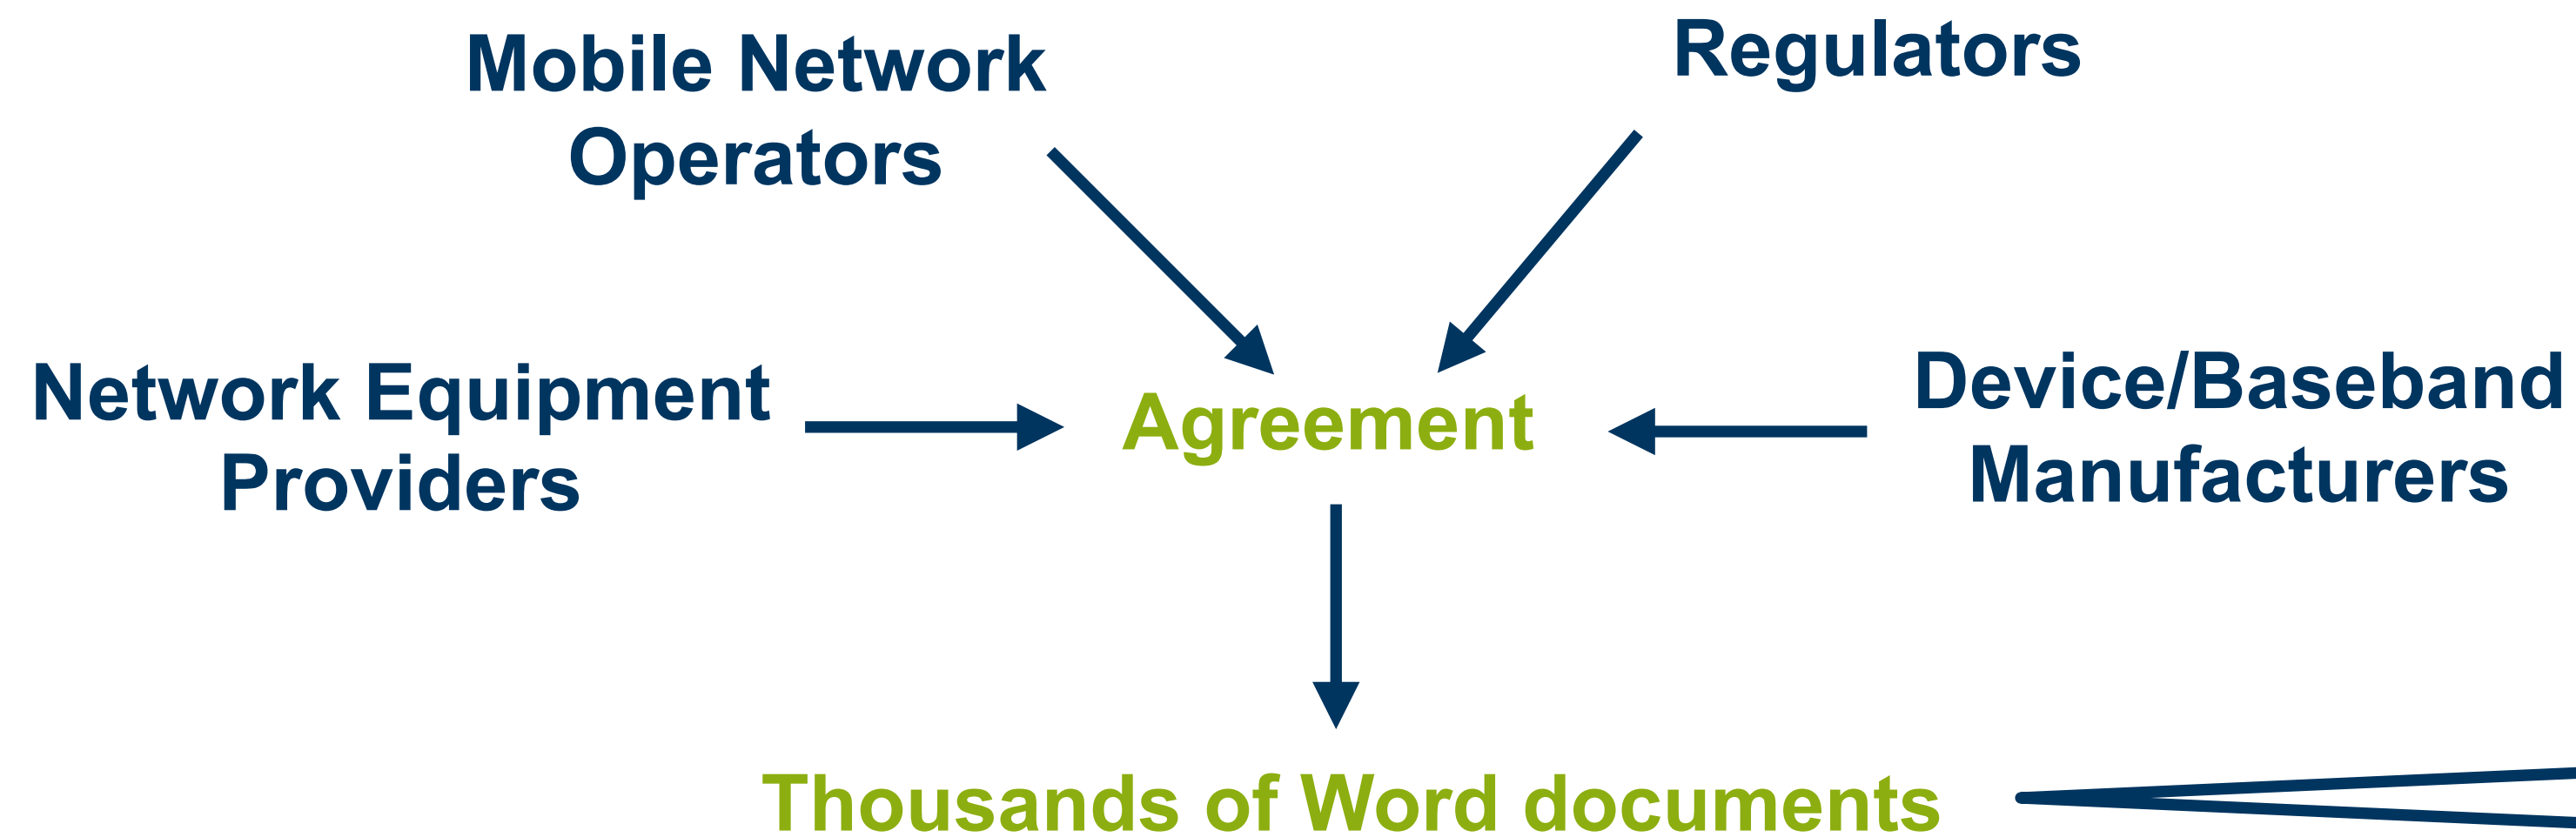 Mobile Network
Operators
Regulators
Network Equipment
Providers
Agreement
Device/Baseband
Manufacturers
Thousands of Word documents